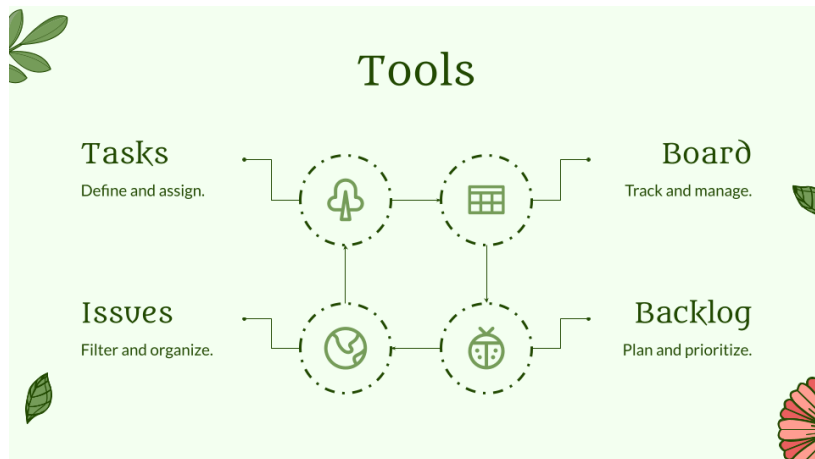 Tools
Tasks
Define and assign.
Board
Track and manage.
Issues
Filter and organize.
Backlog
Plan and prioritize.